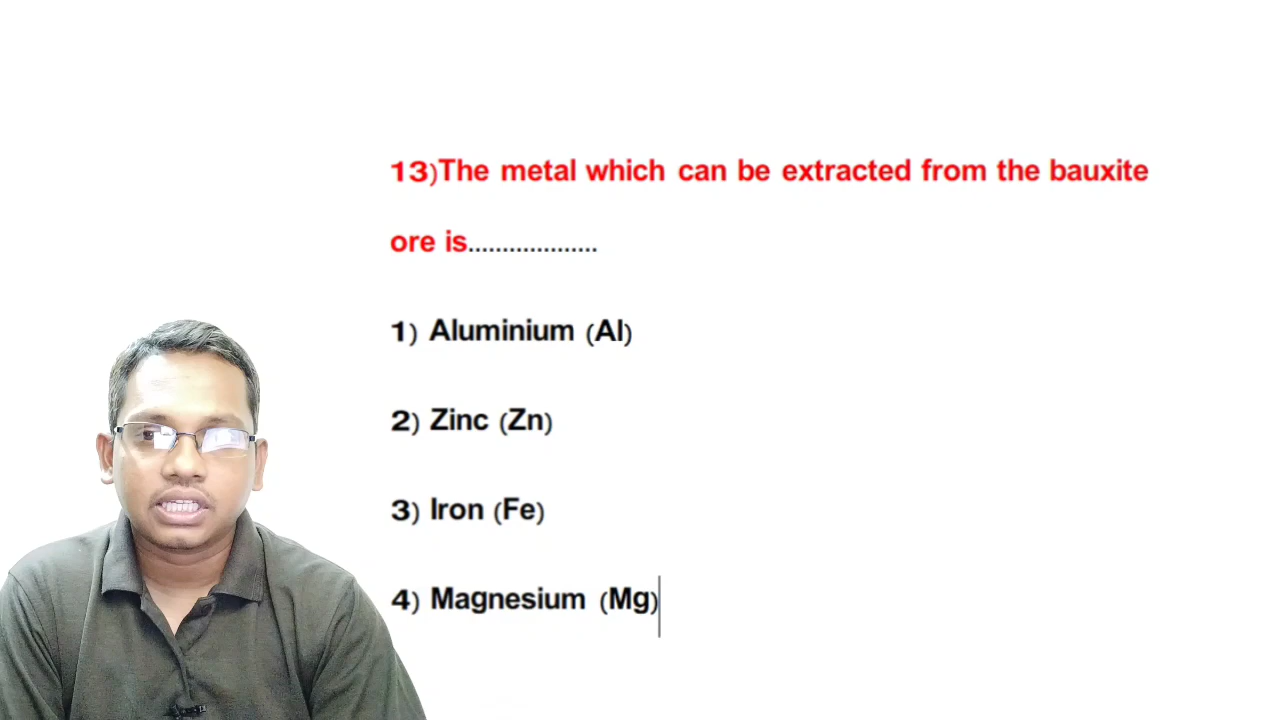 13)The metal which can be extracted from the bauxite
ore is...................
1) Aluminium (Al)
2) Zinc (Zn)
3) Iron (Fe)
4) Magnesium (Mg)